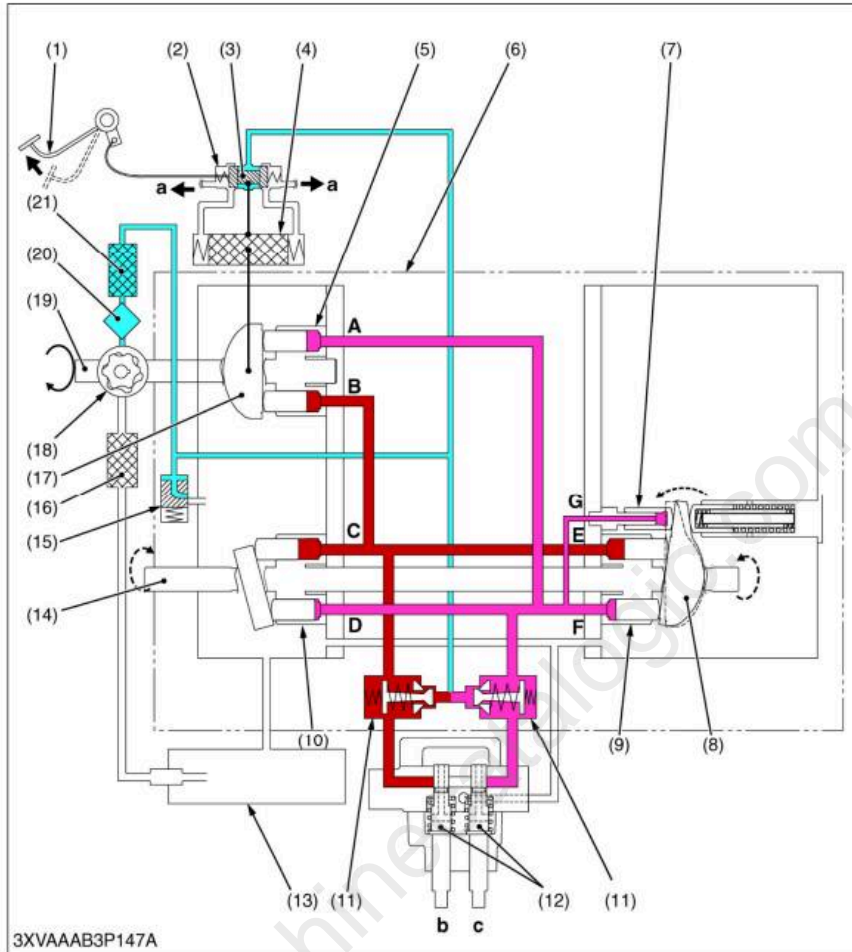 (1)
(2)
(3)
(4)
(5)
(6)
(7)
a
a
(21)
(20)
(19)
A
B
(18)
(17)
G
(16)
(15)
C
E
(14)
D
F
(10)
(9)
(8)
(13)
(11)
(12)
(11)
b
c
3XVAAAB3P147A